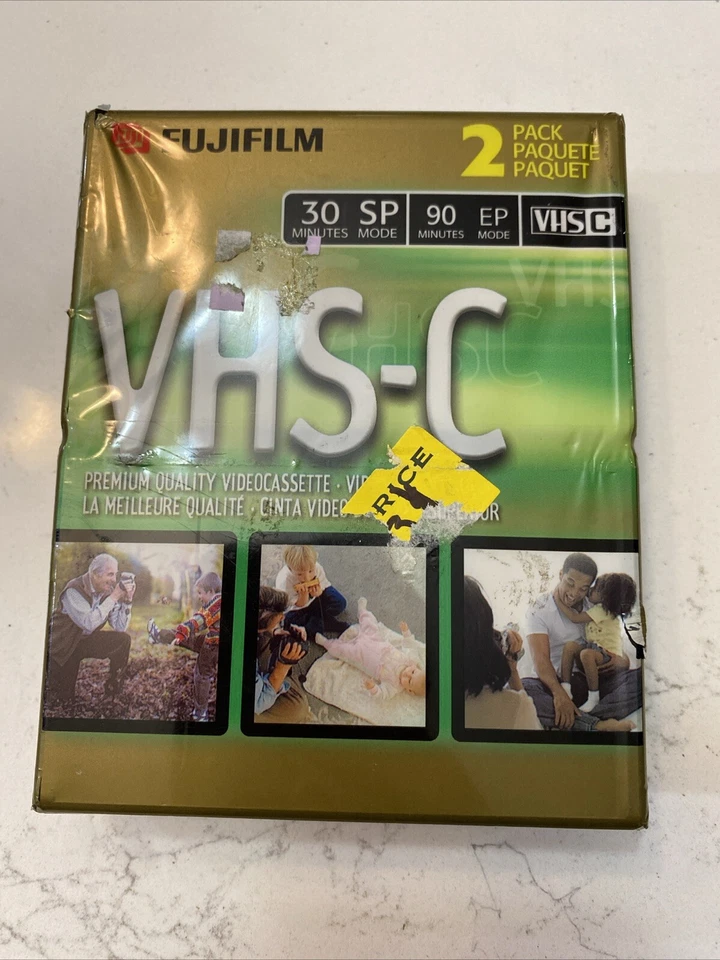 FUJIFILM
2 PACK
PAQUETE
PAQUET
30 SP 90 EP VHS C
MINUTES MODE MINUTES MODE
VHS
VHS-C
PREMIUM QUALITY VIDEOCASSETTE ·
LA MEILLEURE QUALITÉ · CINTA
RICE